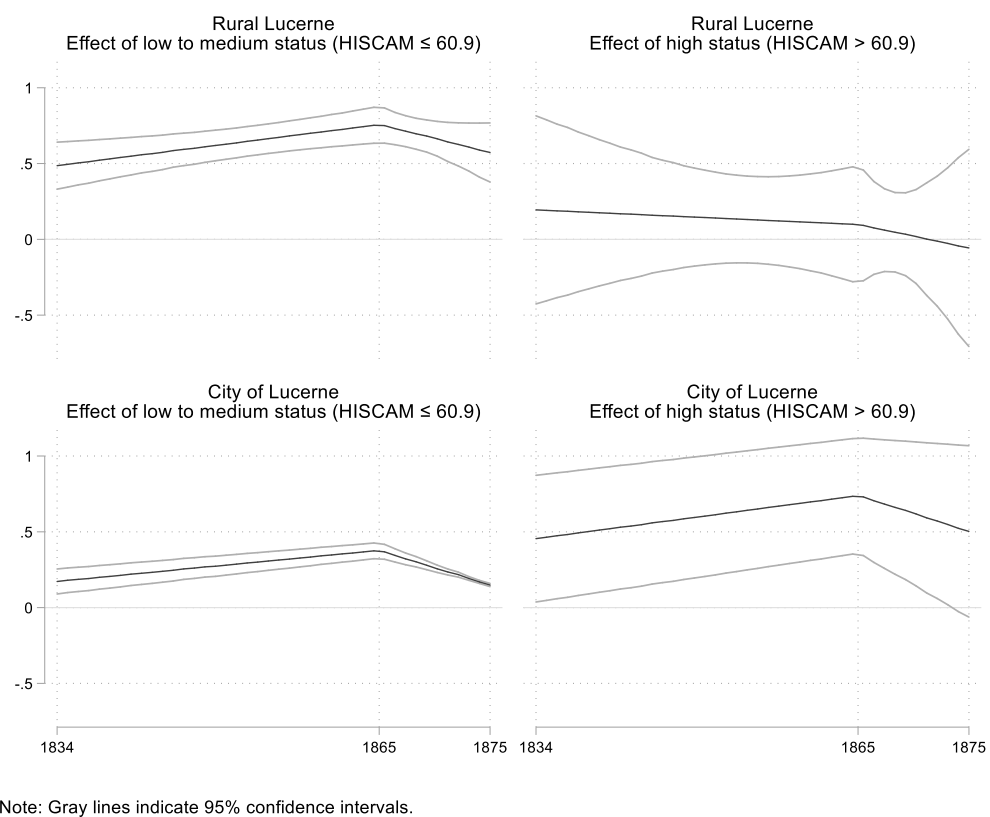 Rural Lucerne
Effect of low to medium status (HISCAM ≤ 60.9)
Rural Lucerne
Effect of high status (HISCAM > 60.9)
1
.5
0
-.5
City of Lucerne
Effect of low to medium status (HISCAM ≤ 60.9)
City of Lucerne
Effect of high status (HISCAM > 60.9)
1
.5
0
-.5
1834 1865 1875 1834 1865 1875
Note: Gray lines indicate 95% confidence intervals.